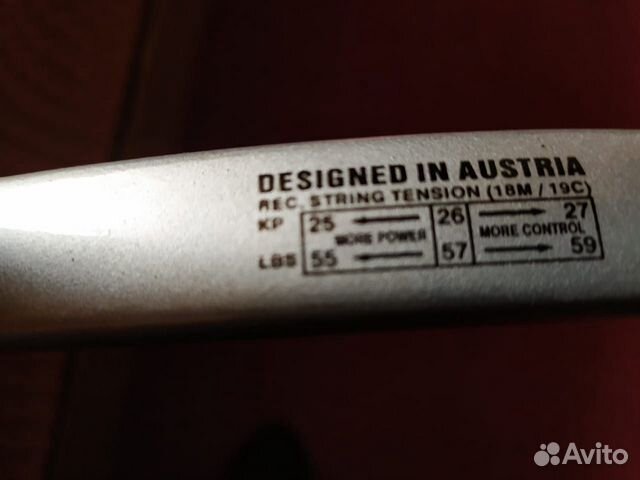 DESIGNED IN AUSTRIA
REC. STRING TENSION (18M / 19C)
KP 25 26 27
MORE POWER MORE CONTROL
LBS 55 57 59
Avito